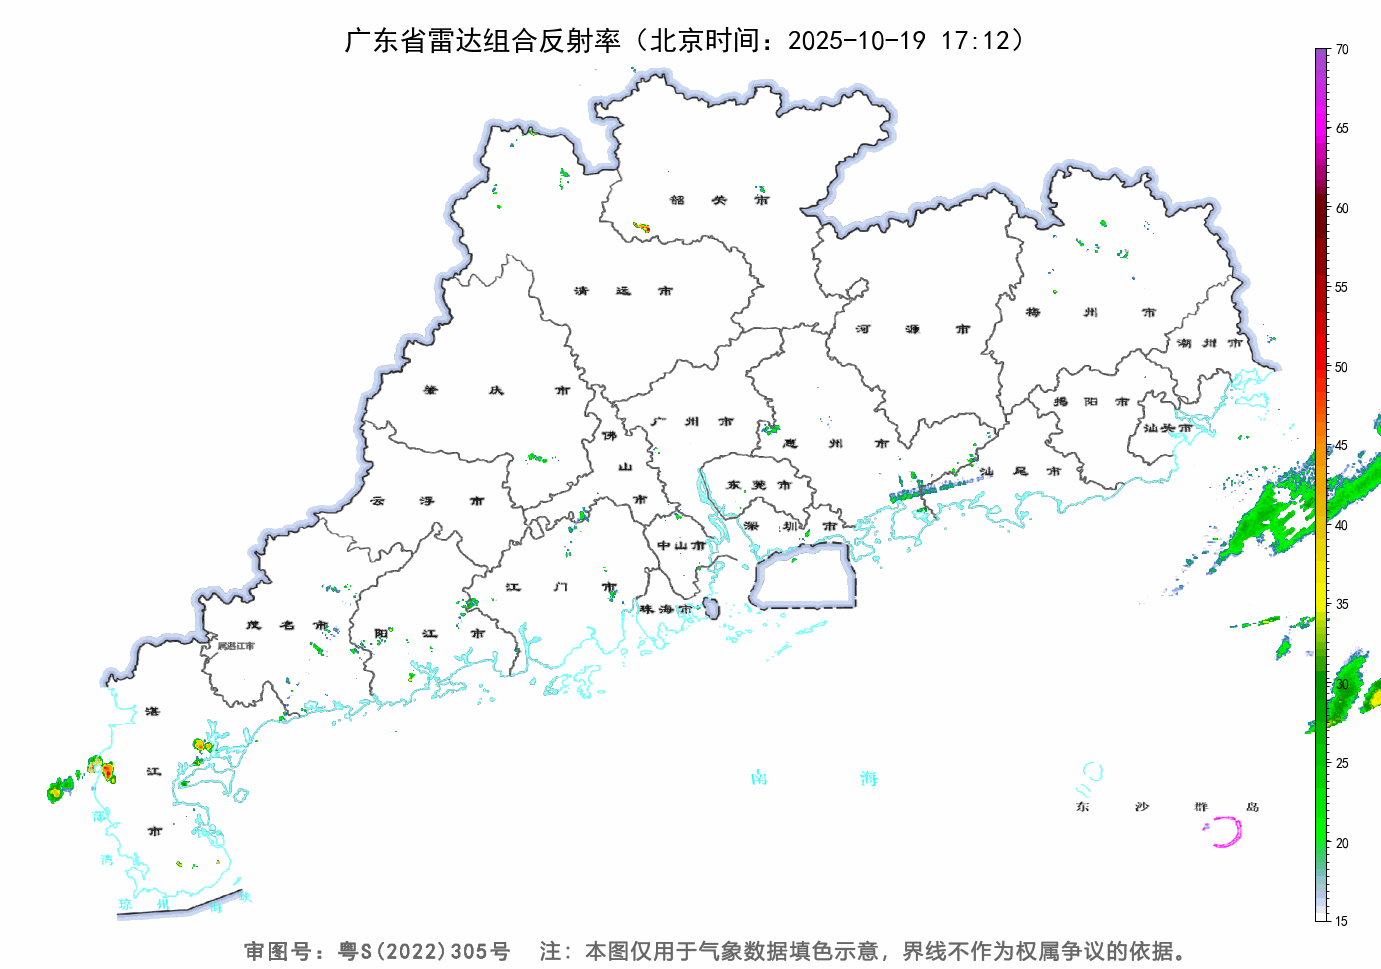 广东省雷达组合反射率（北京时间：2025-10-19 17:12）
70
65
60
55
50
45
40
35
30
25
20
15
韶关市
清远市
河源市
梅州市
潮州市
肇庆市
广州市
佛山市
惠州市
揭阳市
汕头市
汕尾市
云浮市
东莞市
深圳市
中山市
江门市
珠海市
茂名市
属湛江市
阳江市
湛江市
南海
东沙群岛
湾
琼州海峡
审图号：粤S(2022)305号 注：本图仅用于气象数据填色示意，界线不作为权属争议的依据。